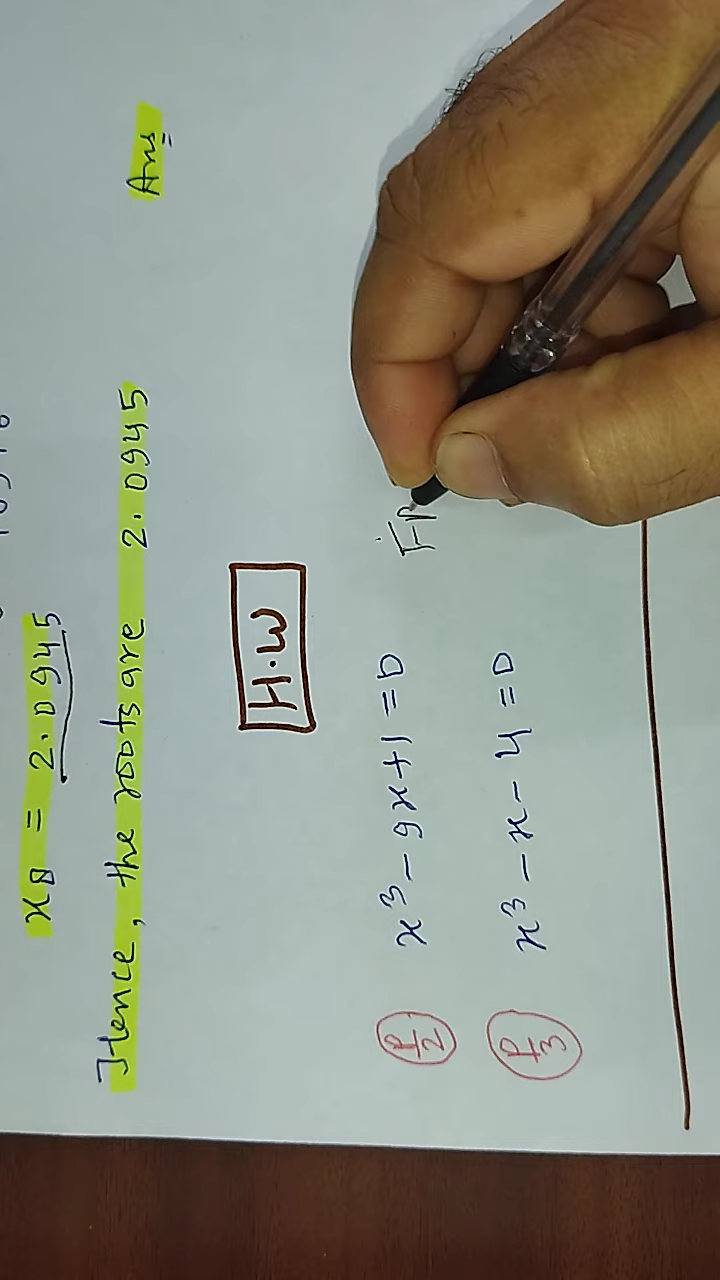 x8 = 2.0945
Hence, the roots are 2.0945 Ans
H.W
P2 x³ - 9x + 1 = 0
P3 x³ - x - 4 = 0